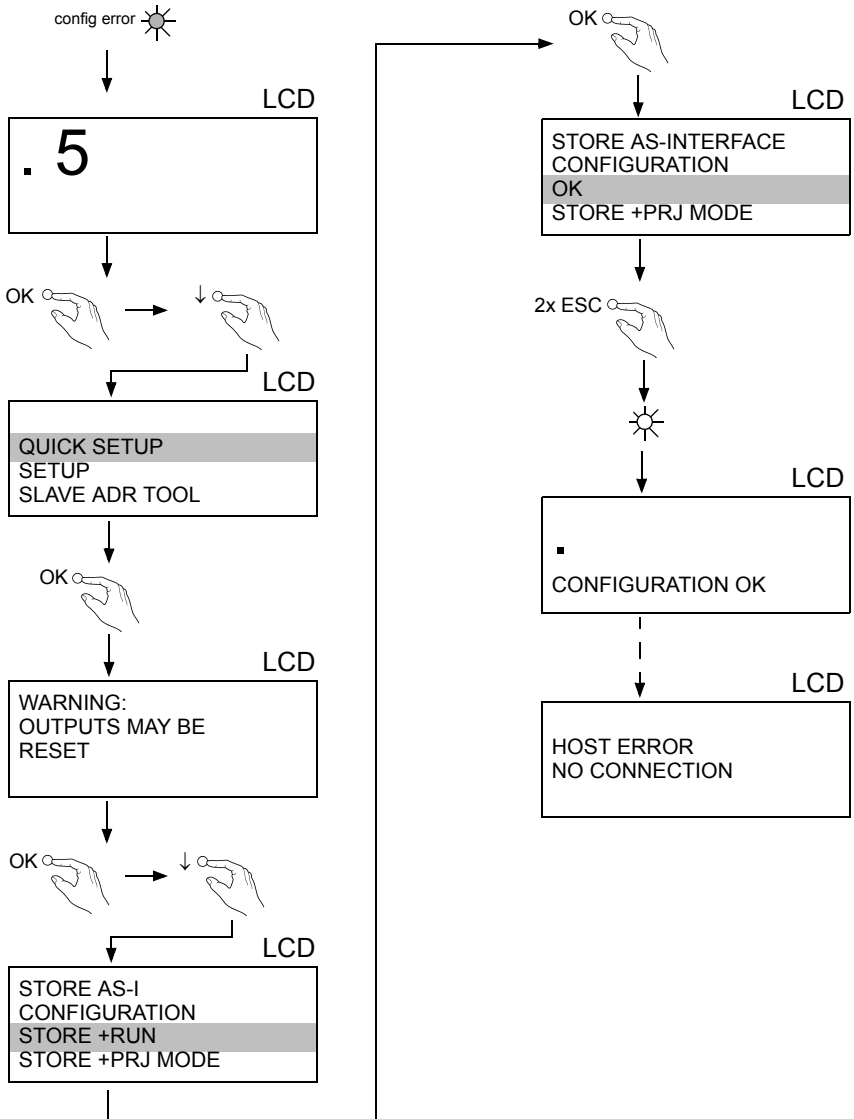 config error
LCD
. 5
OK
↓
LCD
QUICK SETUP
SETUP
SLAVE ADR TOOL
OK
LCD
WARNING:
OUTPUTS MAY BE
RESET
OK
↓
LCD
STORE AS-I
CONFIGURATION
STORE +RUN
STORE +PRJ MODE
OK
LCD
STORE AS-INTERFACE
CONFIGURATION
OK
STORE +PRJ MODE
2x ESC
LCD
.
CONFIGURATION OK
LCD
HOST ERROR
NO CONNECTION